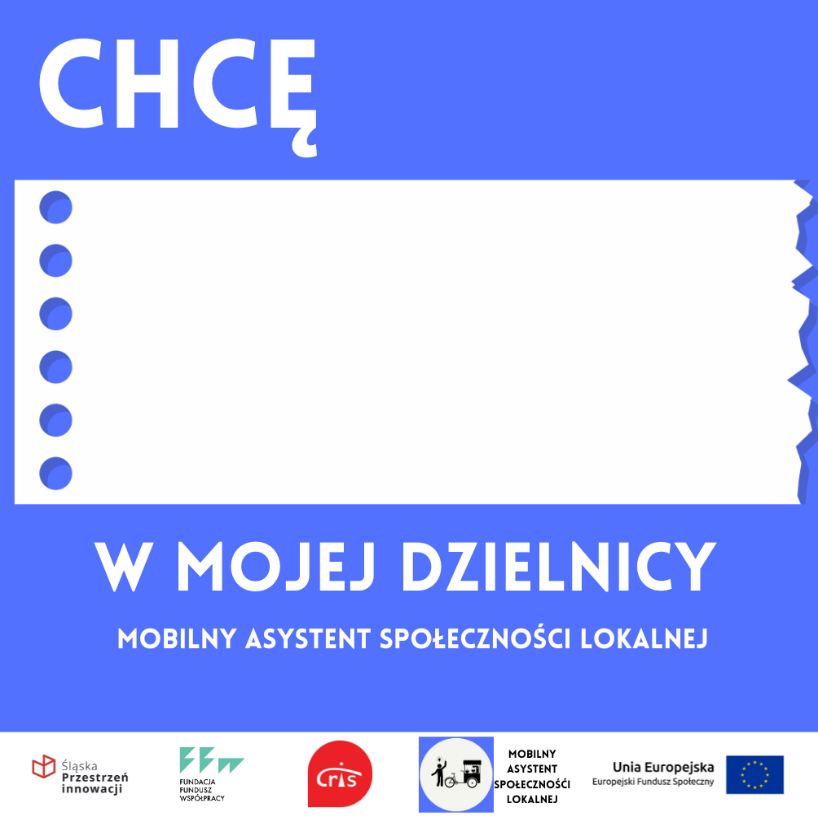 CHCĘ
W MOJEJ DZIELNICY
MOBILNY ASYSTENT SPOŁECZNOŚCI LOKALNEJ
Śląska
Przestrzeń
innowacji
FUNDACJA
FUNDUSZ
WSPÓŁPRACY
Cris
MOBILNY
ASYSTENT
SPOŁECZNOŚĆI
LOKALNEJ
Unia Europejska
Europejski Fundusz Społeczny